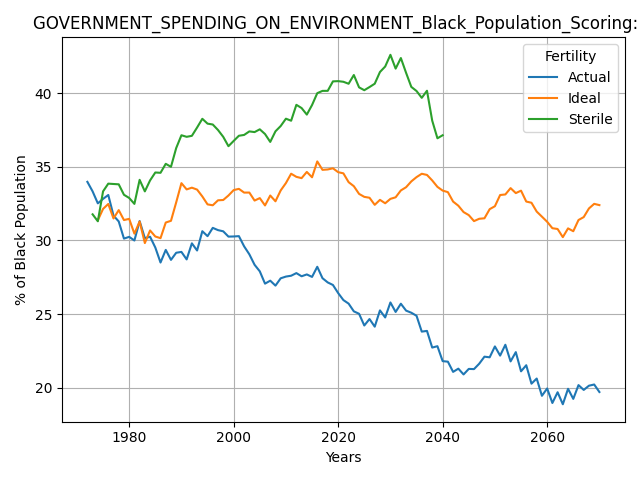 GOVERNMENT_SPENDING_ON_ENVIRONMENT_Black_Population_Scoring:
Fertility
Actual
Ideal
Sterile
% of Black Population
40
35
30
25
20
1980
2000
2020
2040
2060
Years